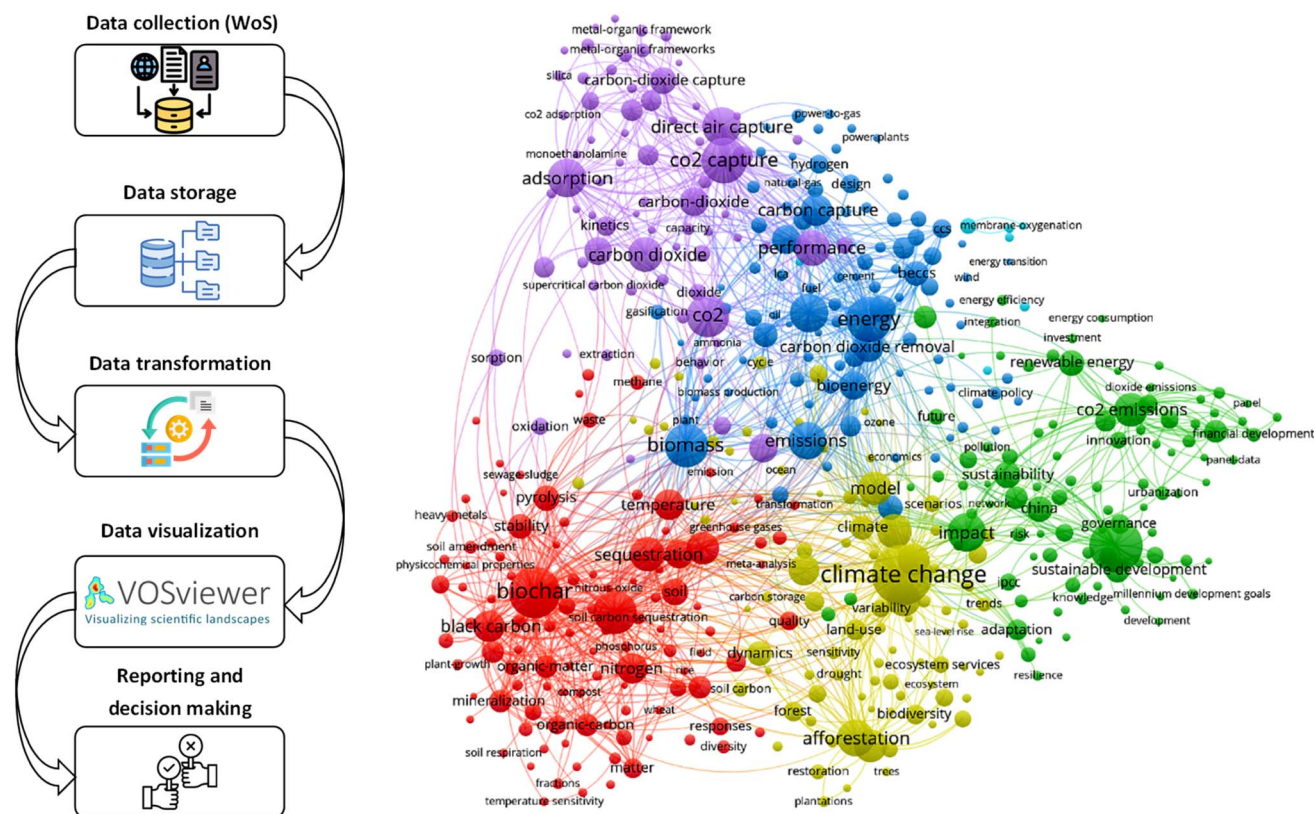 Data collection (WoS)
Data storage
Data transformation
Data visualization
VOSviewer
Visualizing scientific landscapes
Reporting and
decision making
metal-organic framework
metal-organic frameworks
silica
carbon-dioxide capture
co2 adsorption
direct air capture
power-to-gas
power plants
monoethanolamine
co2 capture
hydrogen
adsorption
natural-gas
design
carbon-dioxide
carbon capture
kinetics
capacity
ccs
membrane-oxygenation
performance
carbon dioxide
energy transition
lca
cement
beccs
wind
supercritical carbon dioxide
dioxide
fuel
gasification
energy efficiency
co2
oil
energy
integration
energy consumption
ammonia
investment
sorption
extraction
carbon dioxide removal
behavior
cycle
renewable energy
methane
biomass production
bioenergy
climate policy
dioxide emissions
panel
co2 emissions
oxidation
waste
plant
future
ozone
biomass
emissions
pollution
innovation
financial development
economics
panel-data
sewage-sludge
emission
ocean
sustainability
pyrolysis
model
urbanization
temperature
transformation
scenarios
network
china
heavy-metals
stability
greenhouse gases
climate
impact
risk
governance
soil amendment
sequestration
physicochemical properties
meta-analysis
climate change
sustainable development
biochar
nitrous-oxide
soil
carbon storage
ipcc
knowledge
millennium development goals
variability
trends
soil carbon sequestration
quality
development
black carbon
land-use
sea-level rise
adaptation
phosphorus
field
dynamics
sensitivity
plant-growth
organic-matter
nitrogen
rice
drought
ecosystem services
resilience
compost
soil carbon
ecosystem
mineralization
wheat
forest
biodiversity
organic-carbon
responses
afforestation
soil respiration
diversity
matter
restoration
trees
fractions
temperature sensitivity
plantations